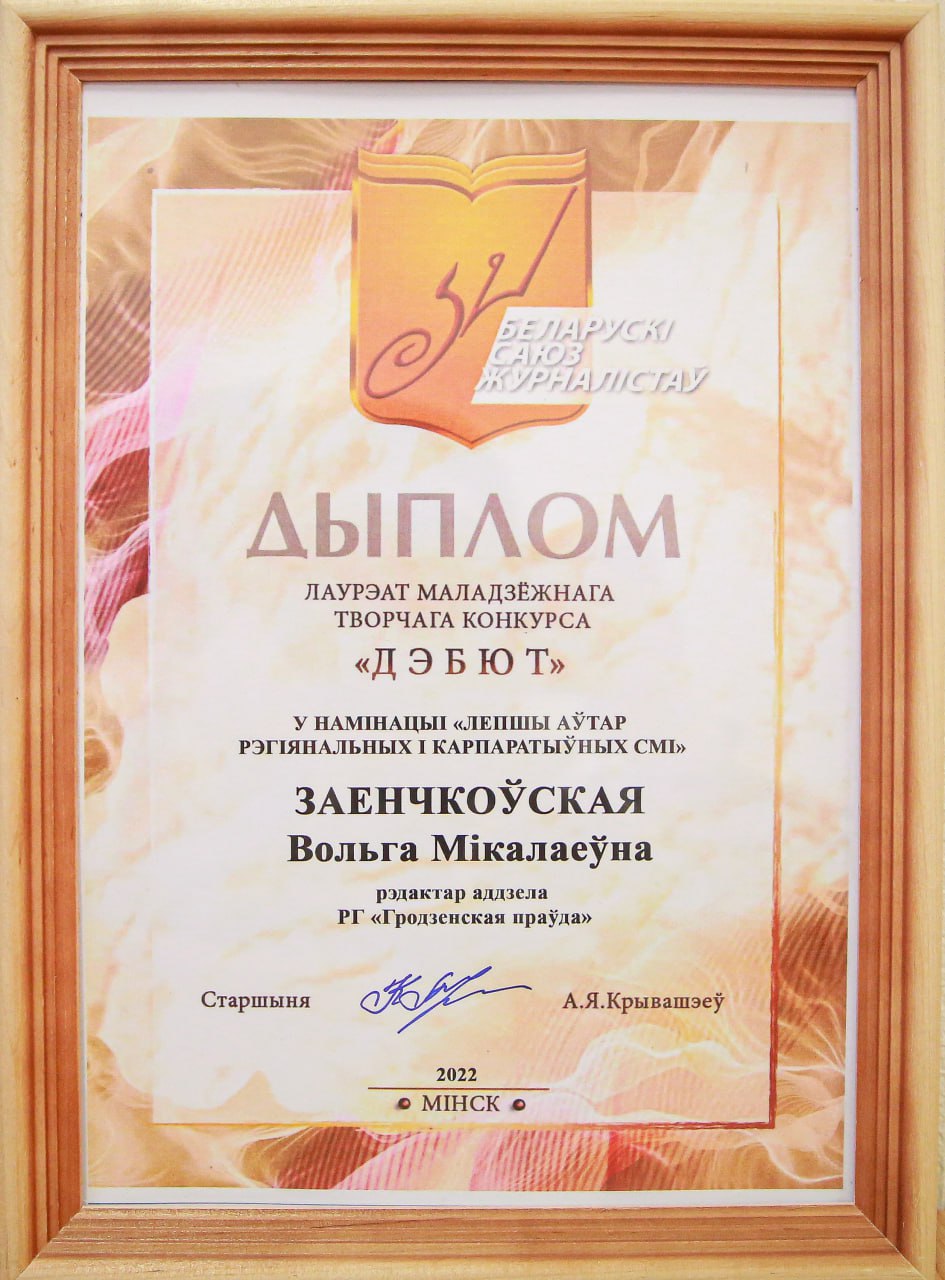 БЕЛАРУСКІ
САЮЗ
ЖУРНАЛІСТАЎ
ДЫПЛОМ
ЛАУРЭАТ МАЛАДЗЁЖНАГА
ТВОРЧАГА КОНКУРСА
«ДЭБЮТ»
У НАМІНАЦЫІ «ЛЕПШЫ АЎТАР
РЭГІЯНАЛЬНЫХ І КАРПАРАТЫЎНЫХ СМІ»
ЗАЕНЧКОЎСКАЯ
Вольга Мікалаеўна
рэдактар аддзела
РГ «Гродзенская праўда»
Старшыня А.Я.Крывашэеў
2022
МІНСК